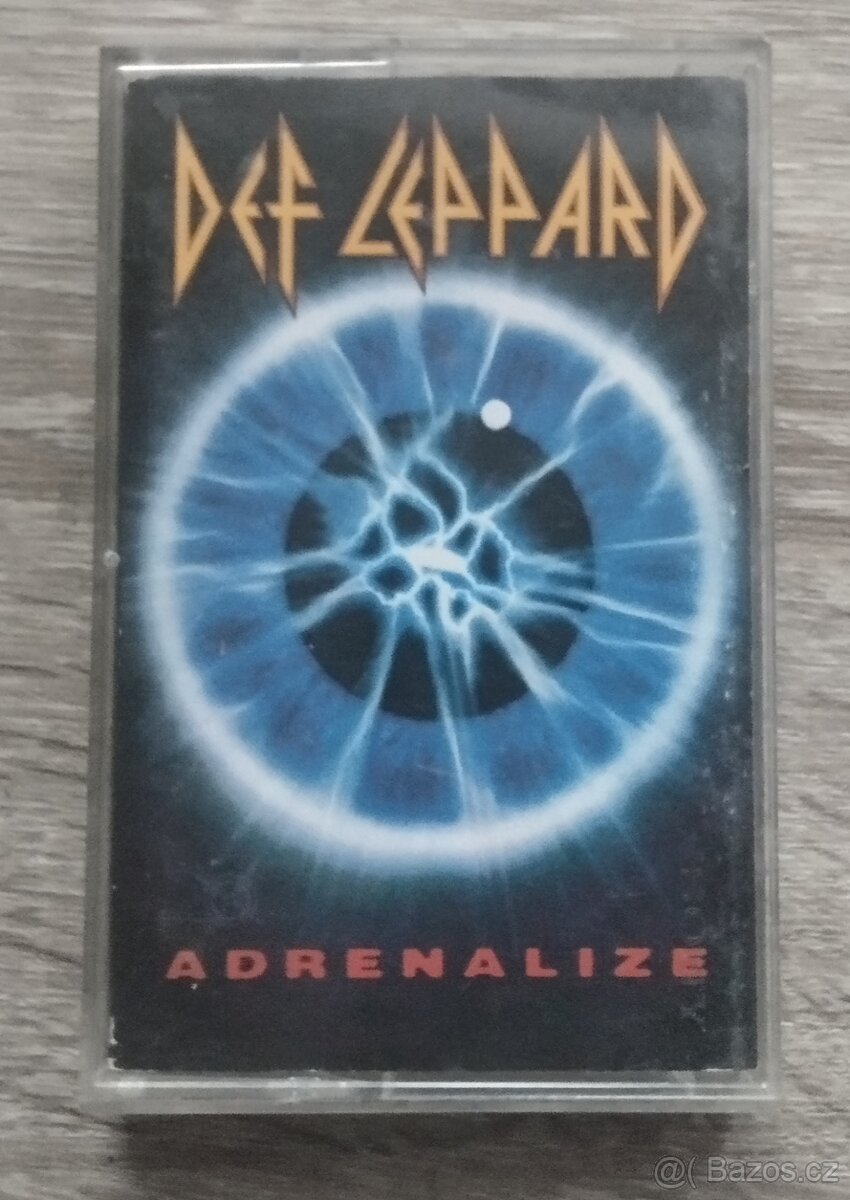 DEF LEPPARD
ADRENALIZE
@( Bazos.cz